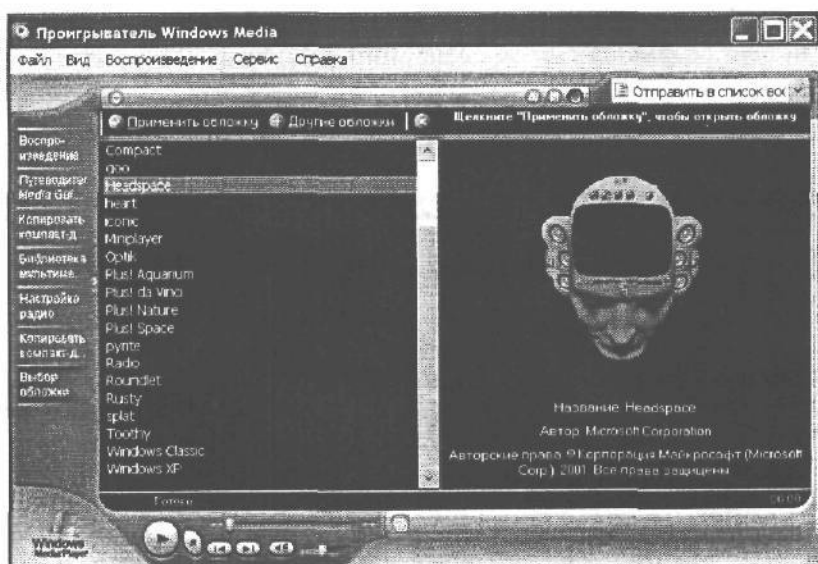 Проигрыватель Windows Media
Файл Вид Воспроизведение Сервис Справка
Отправить в список вос
Применить обложку Другие обложки
Щелкните "Применить обложку", чтобы открыть обложку
Воспро-
изведение
Путеводител
Media Gui...
Копировать
компакт-д...
Библиотека
мультиме...
Настройка
радио
Копировать
компакт-д...
Выбор
обложки
Compact
goo
Headspace
heart
iconic
Miniplayer
Optik
Plus! Aquarium
Plus! da Vinci
Plus! Nature
Plus! Space
pyrite
Radio
Roundlet
Rusty
splat
Toothy
Windows Classic
Windows XP
Название: Headspace
Автор: Microsoft Corporation
Авторские права: © Корпорация Майкрософт (Microsoft
Corp.), 2001. Все права защищены.
Готово
00:00
Windows
Media Player